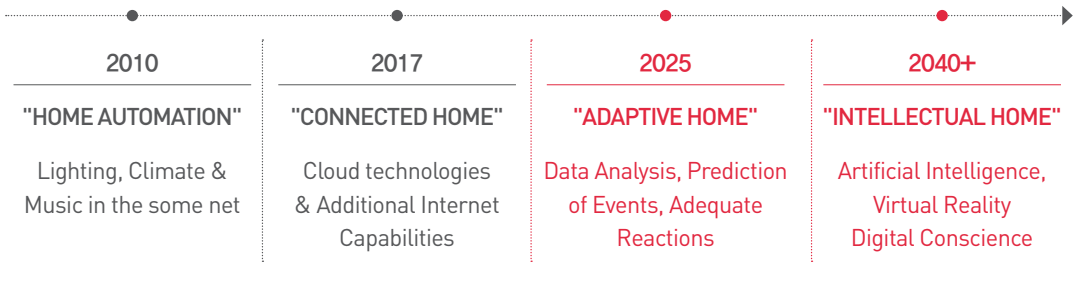 2010
"HOME AUTOMATION"
Lighting, Climate &
Music in the some net
2017
"CONNECTED HOME"
Cloud technologies
& Additional Internet
Capabilities
2025
"ADAPTIVE HOME"
Data Analysis, Prediction
of Events, Adequate
Reactions
2040+
"INTELLECTUAL HOME"
Artificial Intelligence,
Virtual Reality
Digital Conscience